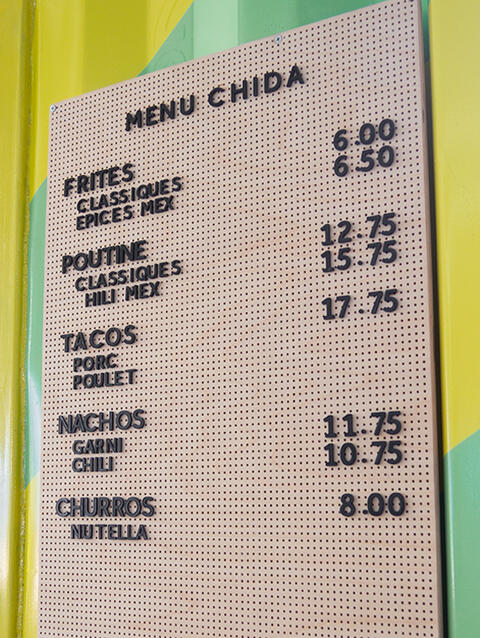 MENU CHIDA
FRITES
CLASSIQUES 6.00
EPICES MEX 6.50
POUTINE
CLASSIQUES 12.75
HILI MEX 15.75
TACOS 17.75
PORC
POULET
NACHOS
GARNI 11.75
CHILI 10.75
CHURROS 8.00
NUTELLA